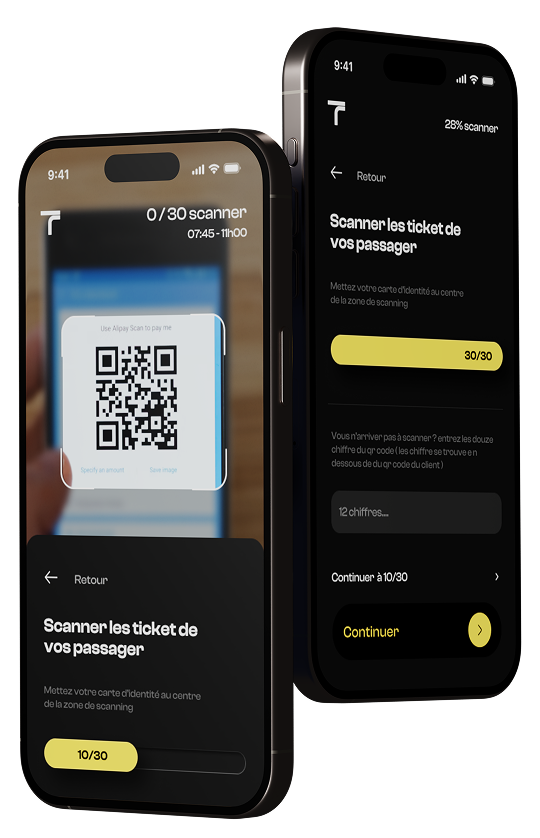 9:41
0 / 30 scanner
07:45 - 11h00
Use Alipay Scan to pay me
Specify an amount
Save image
Retour
Scanner les ticket de
vos passager
Mettez votre carte d'identité au centre
de la zone de scanning
10/30
9:41
28% scanner
Retour
Scanner les ticket de
vos passager
Mettez votre carte d'identité au centre
de la zone de scanning
30/30
Vous n'arriver pas à scanner ? entrez les douze
chiffre du qr code ( les chiffre se trouve e n
dessous de du qr code du client )
12 chiffres....
Continuer à 10/30
Continuer